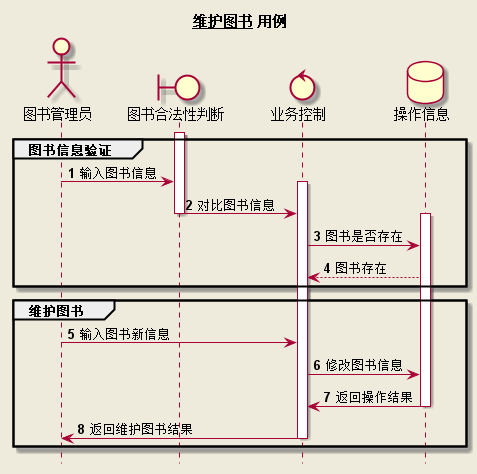 维护图书 用例
图书管理员 图书合法性判断 业务控制 操作信息
图书信息验证
1 输入图书信息
2 对比图书信息
3 图书是否存在
4 图书存在
维护图书
5 输入图书新信息
6 修改图书信息
7 返回操作结果
8 返回维护图书结果